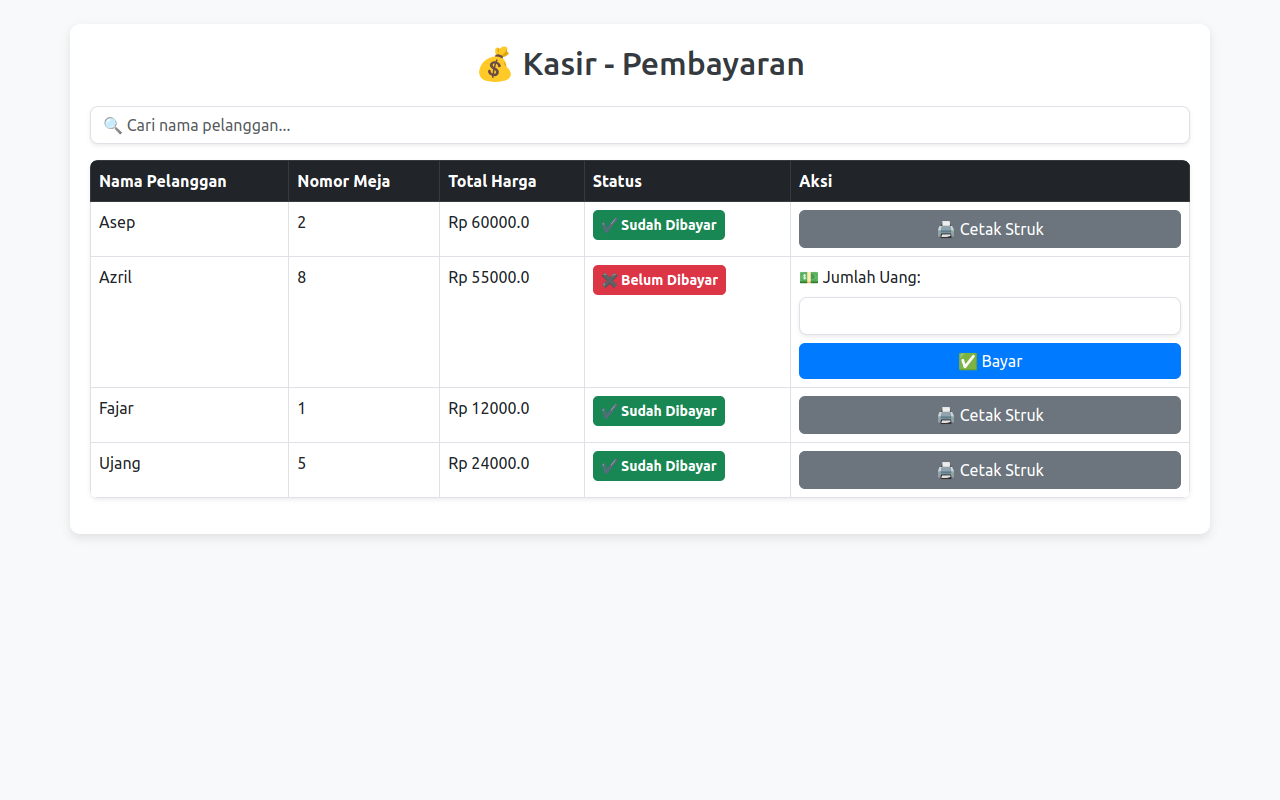 💰 Kasir - Pembayaran
🔍 Cari nama pelanggan...
Nama Pelanggan Nomor Meja Total Harga Status Aksi
Asep 2 Rp 60000.0 ✔ Sudah Dibayar 🖨️ Cetak Struk
Azril 8 Rp 55000.0 ✖ Belum Dibayar 💵 Jumlah Uang:
✅ Bayar
Fajar 1 Rp 12000.0 ✔ Sudah Dibayar 🖨️ Cetak Struk
Ujang 5 Rp 24000.0 ✔ Sudah Dibayar 🖨️ Cetak Struk